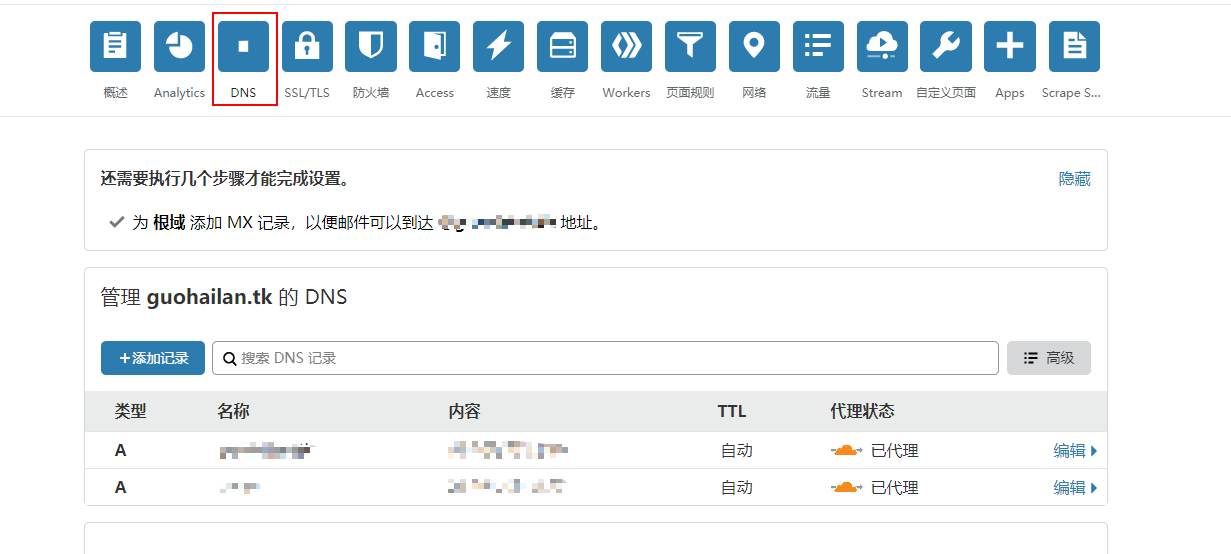 概述 Analytics DNS SSL/TLS 防火墙 Access 速度 缓存 Workers 页面规则 网络 流量 Stream 自定义页面 Apps Scrape S...
还需要执行几个步骤才能完成设置。 隐藏
为 根域 添加 MX 记录，以便邮件可以到达 地址。
管理 guohailan.tk 的 DNS
+添加记录 搜索 DNS 记录 高级
类型 名称 内容 TTL 代理状态
A 自动 已代理 编辑
A 自动 已代理 编辑